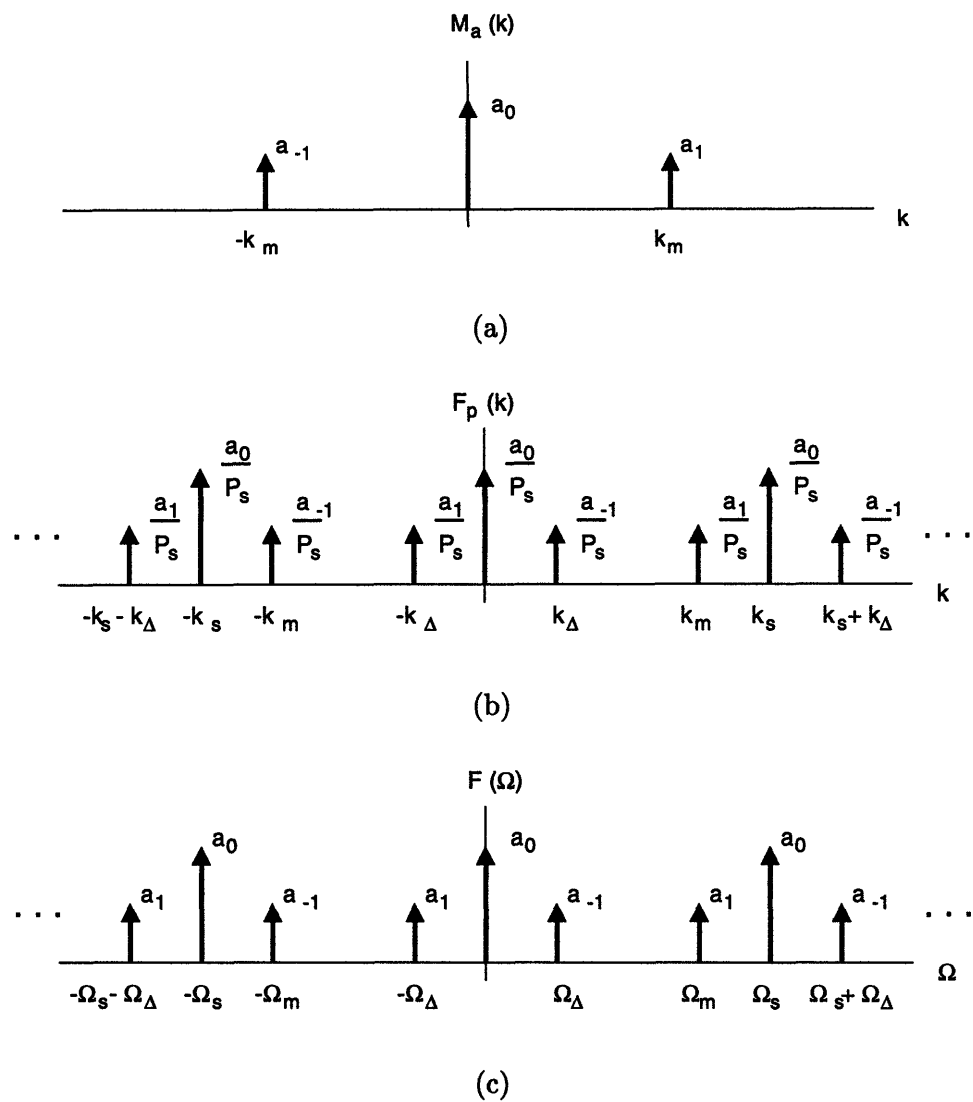 M_a (k)
a_0
a_-1
a_1
-k_m
k_m
k
(a)
F_p (k)
a_0/P_s
a_0/P_s
a_0/P_s
. . .
a_1/P_s
a_-1/P_s
a_1/P_s
a_-1/P_s
a_1/P_s
a_-1/P_s
. . .
-k_s - k_Δ
-k_s
-k_m
-k_Δ
k_Δ
k_m
k_s
k_s + k_Δ
k
(b)
F (Ω)
a_0
a_0
a_0
. . .
a_1
a_-1
a_1
a_-1
a_1
a_-1
. . .
-Ω_s - Ω_Δ
-Ω_s
-Ω_m
-Ω_Δ
Ω_Δ
Ω_m
Ω_s
Ω_s + Ω_Δ
Ω
(c)